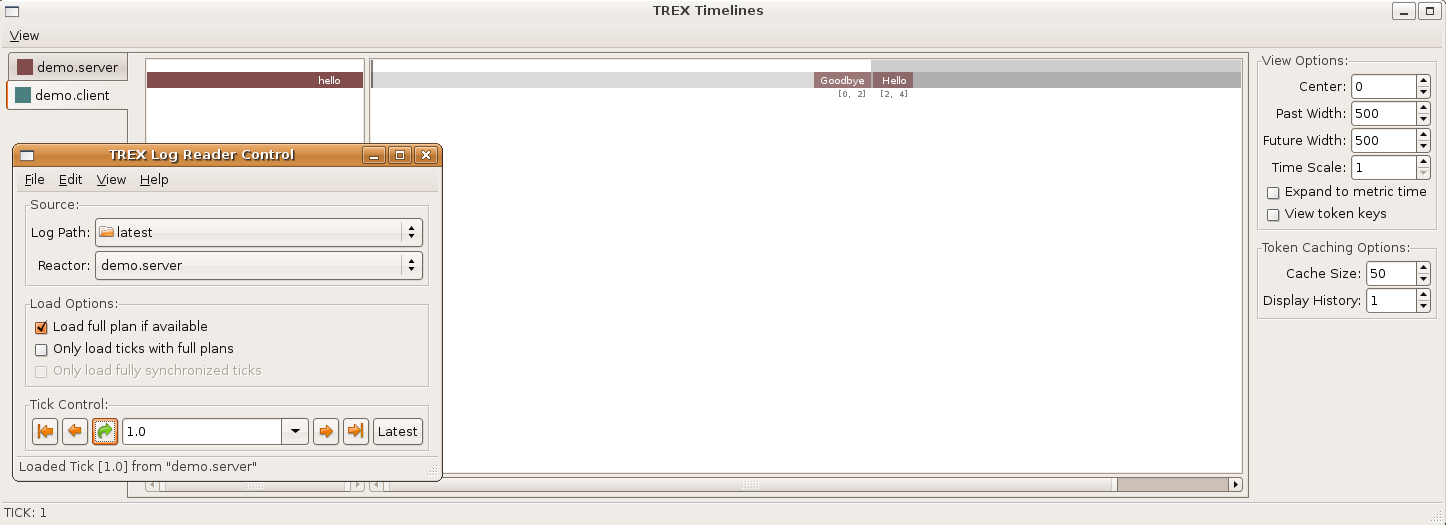 TREX Timelines
View
demo.server
demo.client
hello
Goodbye
Hello
[0, 2]
[2, 4]
View Options:
Center: 0
Past Width: 500
Future Width: 500
Time Scale: 1
Expand to metric time
View token keys
Token Caching Options:
Cache Size: 50
Display History: 1
TREX Log Reader Control
File Edit View Help
Source:
Log Path: latest
Reactor: demo.server
Load Options:
Load full plan if available
Only load ticks with full plans
Only load fully synchronized ticks
Tick Control:
1.0
Latest
Loaded Tick [1.0] from "demo.server"
TICK: 1